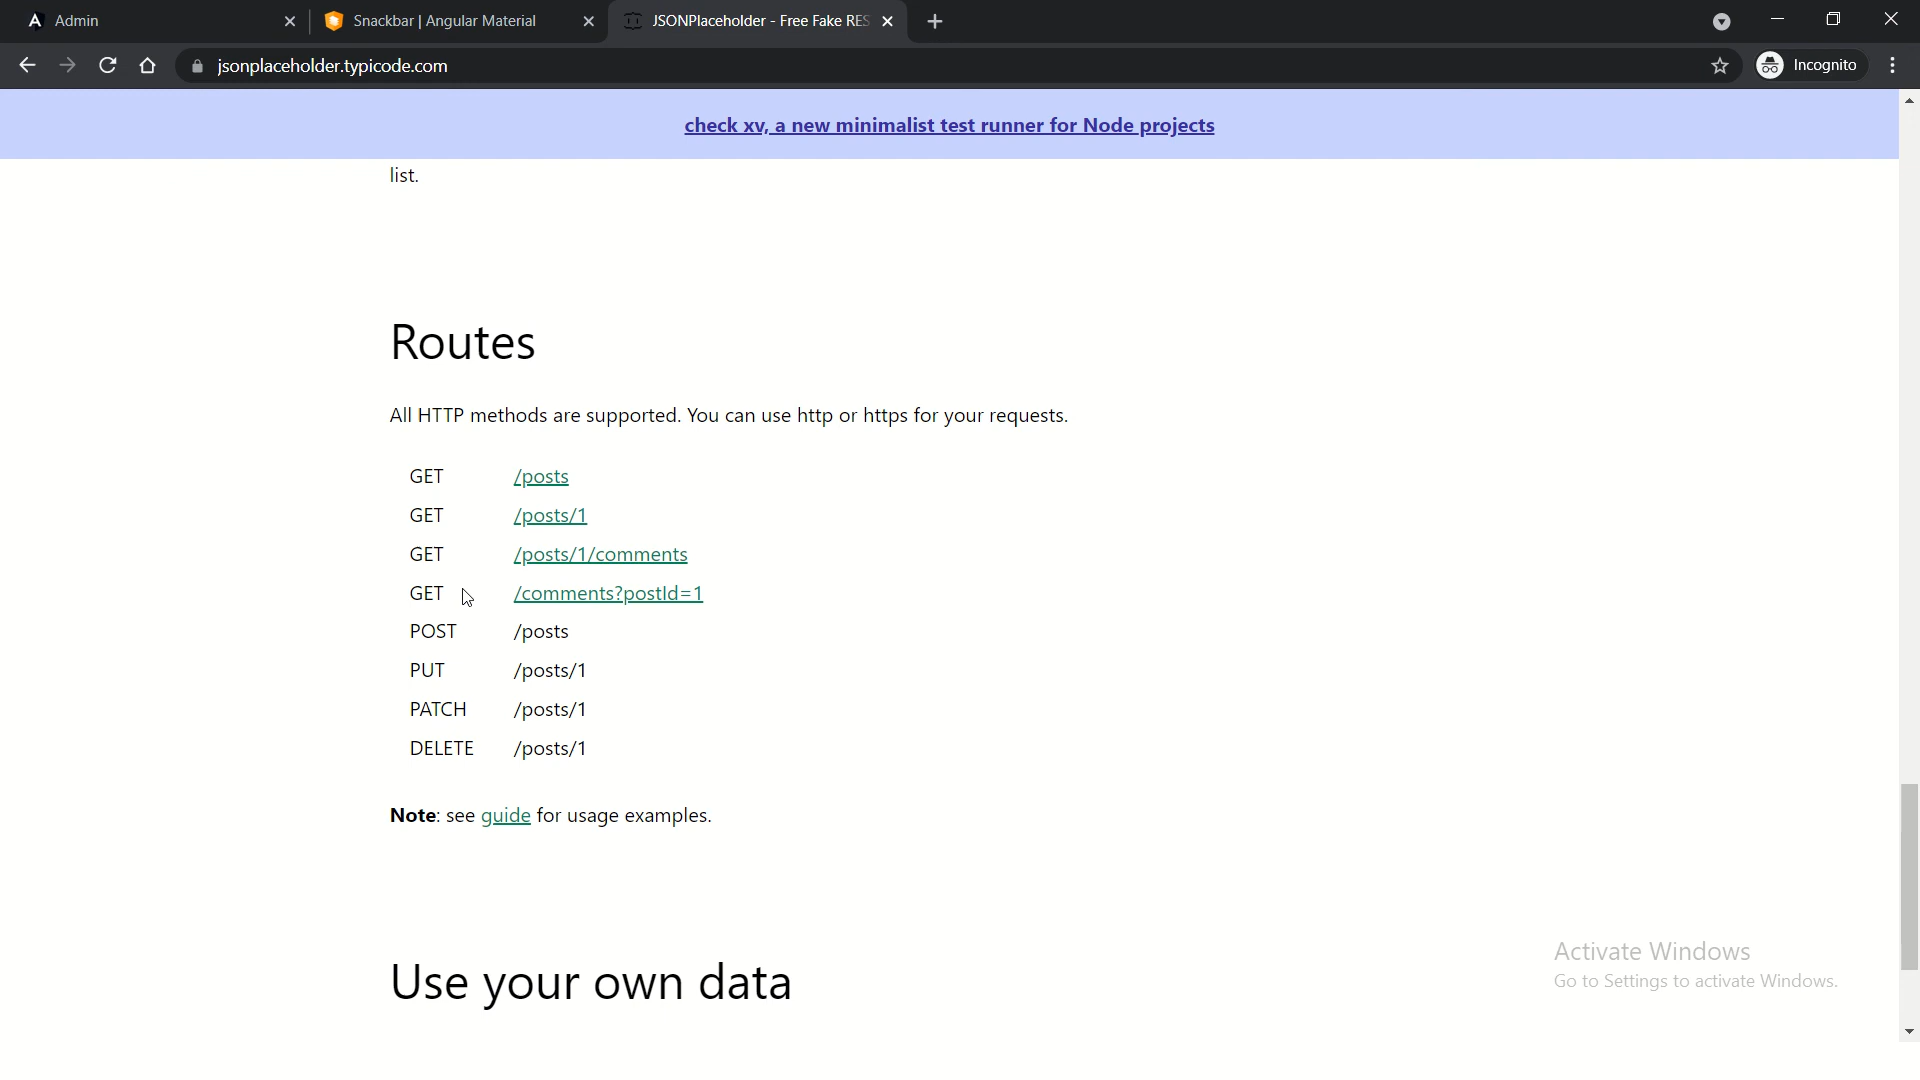 Admin
Snackbar | Angular Material
JSONPlaceholder - Free Fake RES
jsonplaceholder.typicode.com
Incognito
check xv, a new minimalist test runner for Node projects
list.
Routes
All HTTP methods are supported. You can use http or https for your requests.
GET /posts
GET /posts/1
GET /posts/1/comments
GET /comments?postId=1
POST /posts
PUT /posts/1
PATCH /posts/1
DELETE /posts/1
Note: see guide for usage examples.
Use your own data
Activate Windows
Go to Settings to activate Windows.